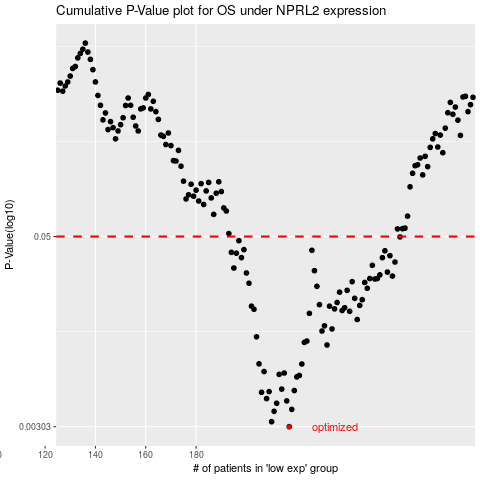 Cumulative P-Value plot for OS under NPRL2 expression
P-Value(log10)
0.05
0.00303
optimized
0
120
140
160
180
# of patients in 'low exp' group